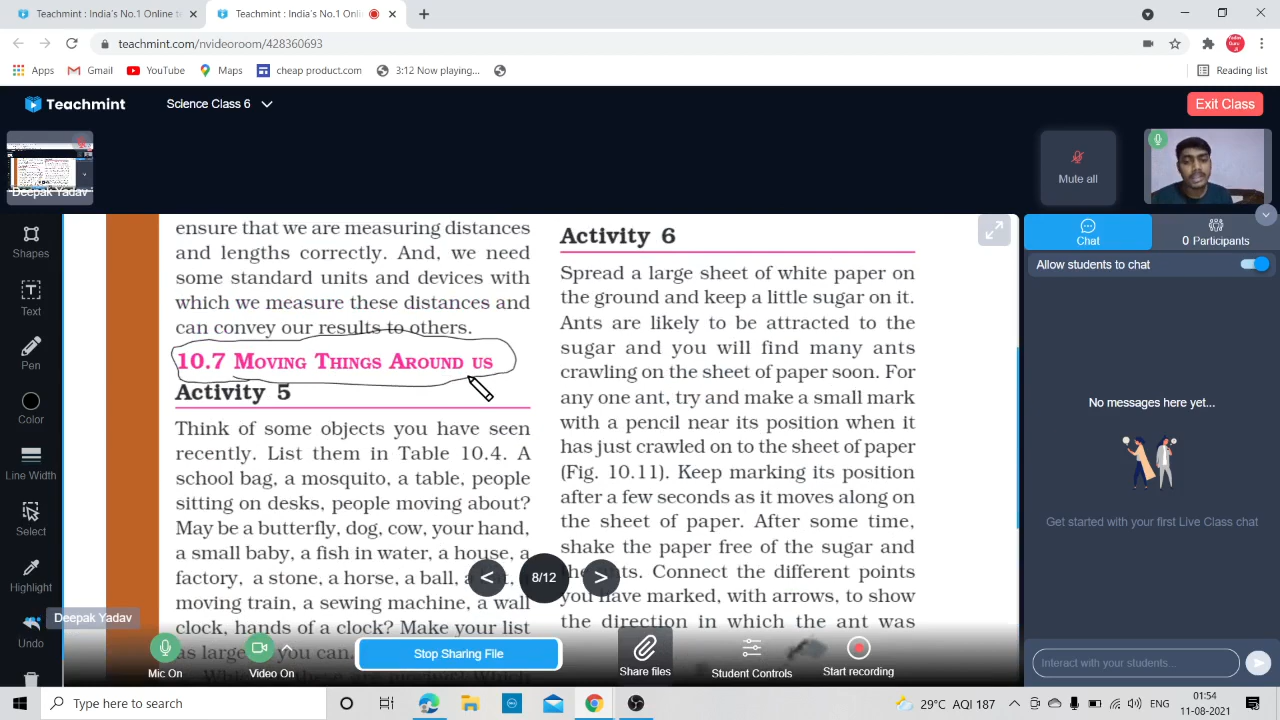 Teachmint : India's No.1 Online t
Teachmint : India's No.1 Onli
teachmint.com/nvideoroom/428360693
Apps
Gmail
YouTube
Maps
cheap product.com
3:12 Now playing...
Reading list
Teachmint
Science Class 6
Exit Class
Deepak Yadav
Mute all
Shapes
Text
Pen
Color
Line Width
Select
Highlight
Undo
ensure that we are measuring distances
and lengths correctly. And, we need
some standard units and devices with
which we measure these distances and
can convey our results to others.
10.7 MOVING THINGS AROUND US
Activity 5
Think of some objects you have seen
recently. List them in Table 10.4. A
school bag, a mosquito, a table, people
sitting on desks, people moving about?
May be a butterfly, dog, cow, your hand,
a small baby, a fish in water, a house, a
factory, a stone, a horse, a ball, a
moving train, a sewing machine, a wall
clock, hands of a clock? Make your list
as large as you can.
Activity 6
Spread a large sheet of white paper on
the ground and keep a little sugar on it.
Ants are likely to be attracted to the
sugar and you will find many ants
crawling on the sheet of paper soon. For
any one ant, try and make a small mark
with a pencil near its position when it
has just crawled on to the sheet of paper
(Fig. 10.11). Keep marking its position
after a few seconds as it moves along on
the sheet of paper. After some time,
shake the paper free of the sugar and
the ants. Connect the different points
you have marked, with arrows, to show
the direction in which the ant was
<
8/12
>
Deepak Yadav
Mic On
Video On
Stop Sharing File
Share files
Student Controls
Start recording
Chat
0 Participants
Allow students to chat
No messages here yet...
Get started with your first Live Class chat
Interact with your students...
Type here to search
29°C AQI 187
01:54
11-08-2021